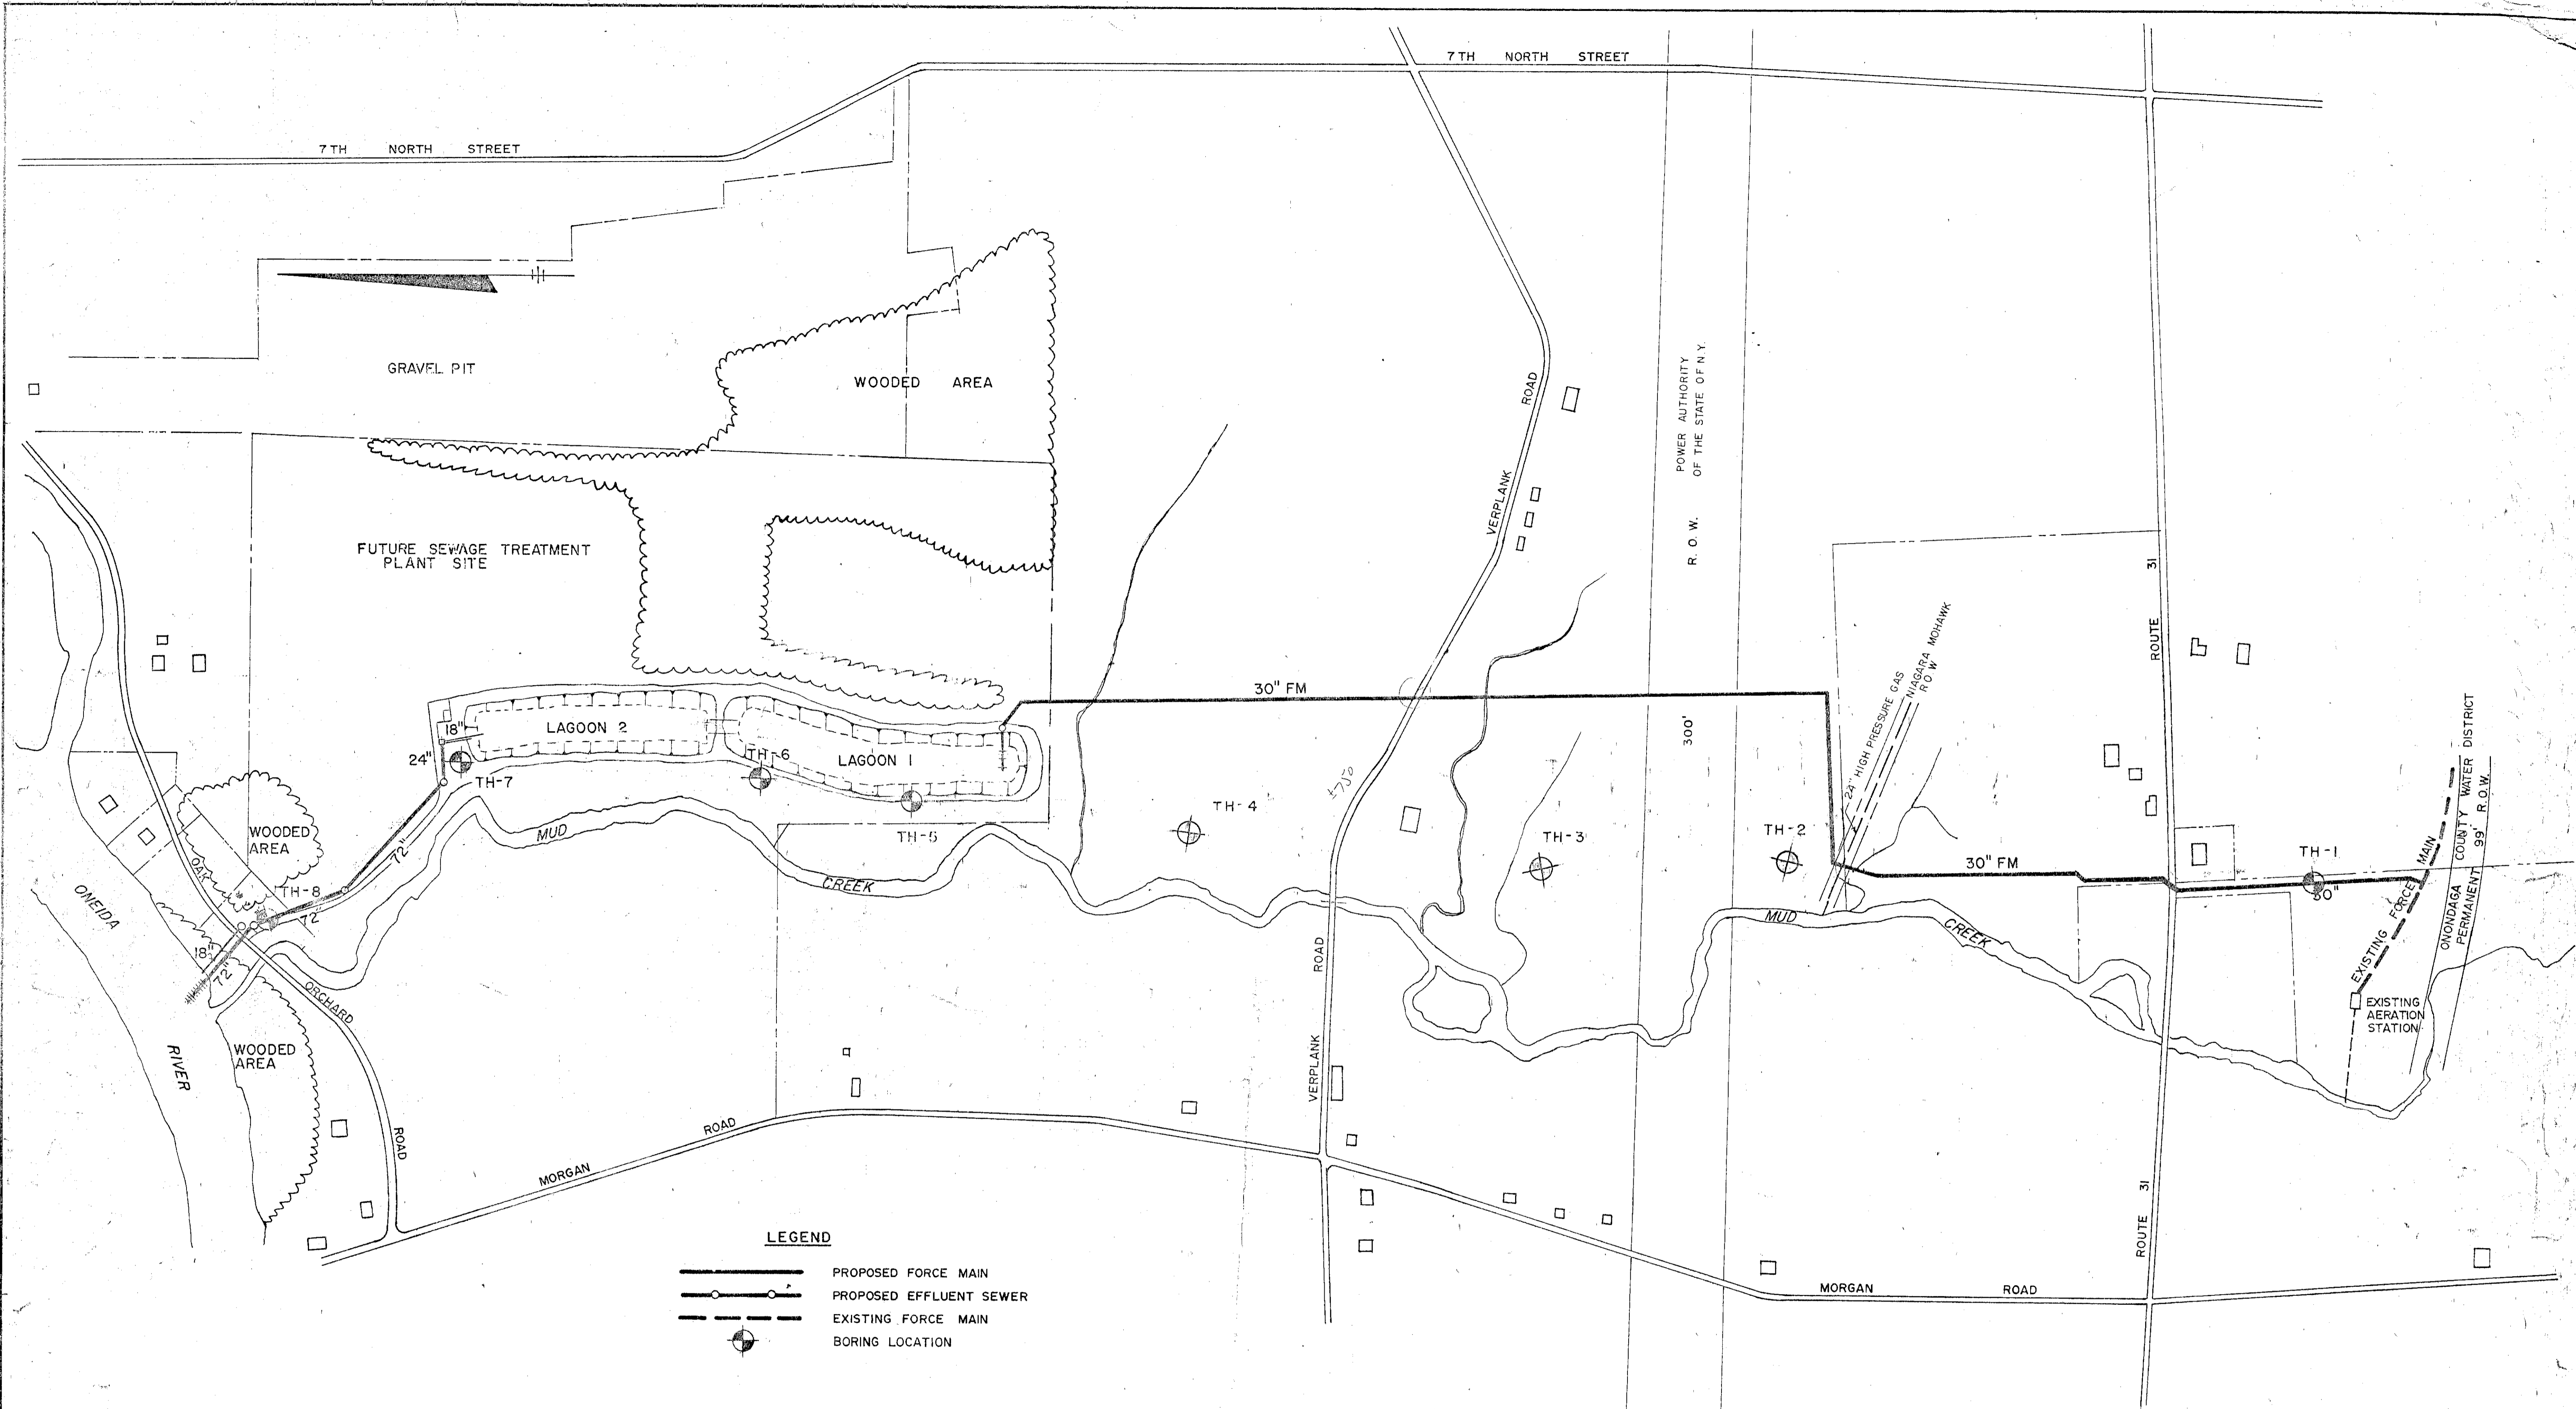 7TH NORTH STREET
7TH NORTH STREET
GRAVEL PIT
WOODED AREA
VERPLANK ROAD
R. O. W. POWER AUTHORITY
OF THE STATE OF N.Y.
300'
ROUTE 31
FUTURE SEWAGE TREATMENT
PLANT SITE
24" HIGH PRESSURE GAS
NIAGARA MOHAWK
R O W
30" FM
LAGOON 2
LAGOON 1
18"
24"
TH-7
TH-6
TH-5
TH-4
TH-3
TH-2
TH-1
30" FM
30"
EXISTING FORCE MAIN
ONONDAGA COUNTY WATER DISTRICT
PERMANENT 99' R.O.W.
EXISTING
AERATION
STATION
WOODED
AREA
OAK
ORCHARD
ROAD
TH-8
72"
72"
18"
72"
ONEIDA
RIVER
WOODED
AREA
MUD
CREEK
MUD
CREEK
VERPLANK ROAD
MORGAN
ROAD
MORGAN ROAD
ROUTE 31
LEGEND
PROPOSED FORCE MAIN
PROPOSED EFFLUENT SEWER
EXISTING FORCE MAIN
BORING LOCATION